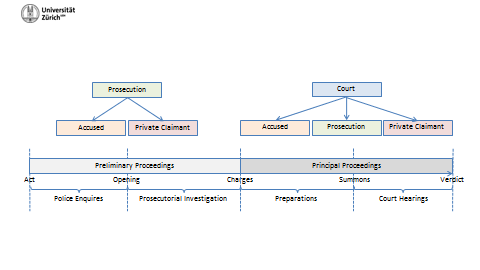 Universität
Zürich
Prosecution
Court
Accused
Private Claimant
Accused
Prosecution
Private Claimant
Preliminary Proceedings
Principal Proceedings
Act
Opening
Charges
Summons
Verdict
Police Enquires
Prosecutorial Investigation
Preparations
Court Hearings